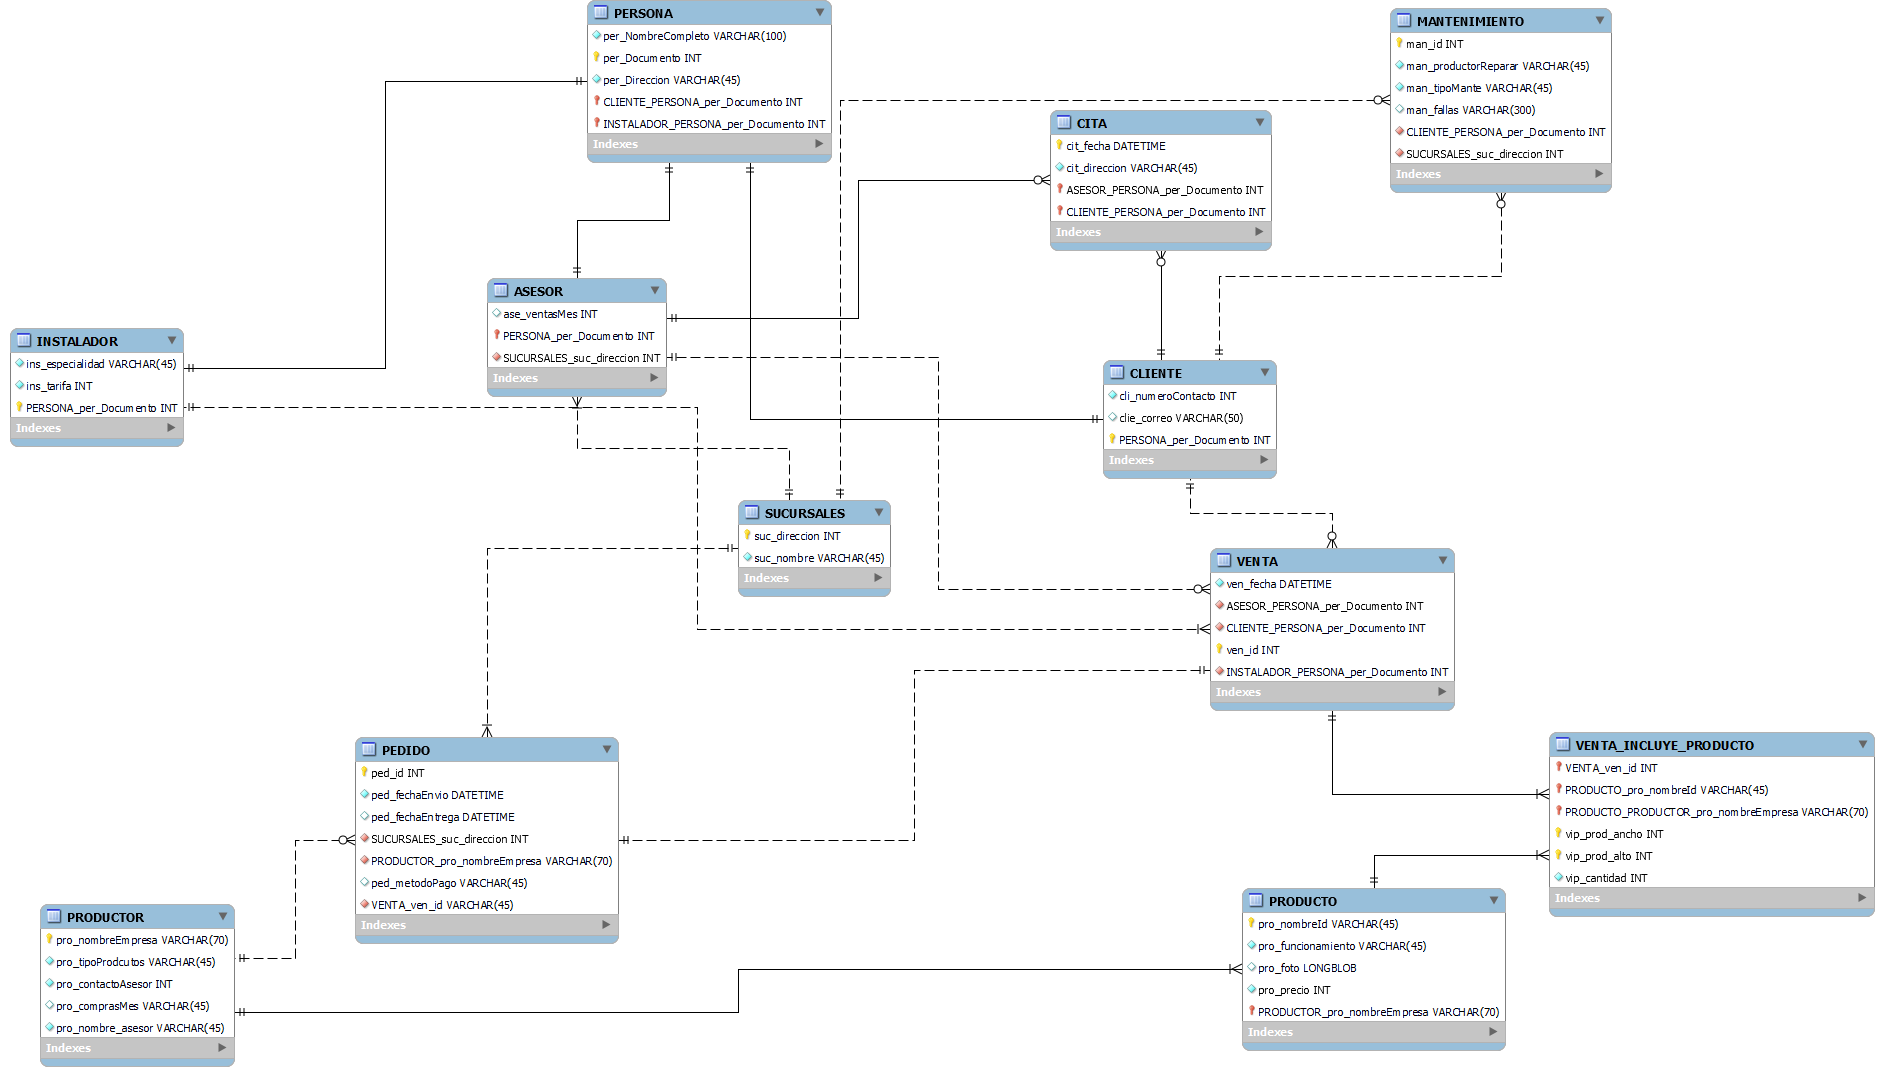 PERSONA
per_NombreCompleto VARCHAR(100)
per_Documento INT
per_Direccion VARCHAR(45)
CLIENTE_PERSONA_per_Documento INT
INSTALADOR_PERSONA_per_Documento INT
Indexes
MANTENIMIENTO
man_id INT
man_productorReparar VARCHAR(45)
man_tipoMante VARCHAR(45)
man_fallas VARCHAR(300)
CLIENTE_PERSONA_per_Documento INT
SUCURSALES_suc_direccion INT
Indexes
CITA
cit_fecha DATETIME
cit_direccion VARCHAR(45)
ASESOR_PERSONA_per_Documento INT
CLIENTE_PERSONA_per_Documento INT
Indexes
ASESOR
ase_ventasMes INT
PERSONA_per_Documento INT
SUCURSALES_suc_direccion INT
Indexes
INSTALADOR
ins_especialidad VARCHAR(45)
ins_tarifa INT
PERSONA_per_Documento INT
Indexes
CLIENTE
cli_numeroContacto INT
clie_correo VARCHAR(50)
PERSONA_per_Documento INT
Indexes
SUCURSALES
suc_direccion INT
suc_nombre VARCHAR(45)
Indexes
VENTA
ven_fecha DATETIME
ASESOR_PERSONA_per_Documento INT
CLIENTE_PERSONA_per_Documento INT
ven_id INT
INSTALADOR_PERSONA_per_Documento INT
Indexes
PEDIDO
ped_id INT
ped_fechaEnvio DATETIME
ped_fechaEntrega DATETIME
SUCURSALES_suc_direccion INT
PRODUCTOR_pro_nombreEmpresa VARCHAR(70)
ped_metodoPago VARCHAR(45)
VENTA_ven_id VARCHAR(45)
Indexes
VENTA_INCLUYE_PRODUCTO
VENTA_ven_id INT
PRODUCTO_pro_nombreId VARCHAR(45)
PRODUCTO_PRODUCTOR_pro_nombreEmpresa VARCHAR(70)
vip_prod_ancho INT
vip_prod_alto INT
vip_cantidad INT
Indexes
PRODUCTOR
pro_nombreEmpresa VARCHAR(70)
pro_tipoProdcutos VARCHAR(45)
pro_contactoAsesor INT
pro_comprasMes VARCHAR(45)
pro_nombre_asesor VARCHAR(45)
Indexes
PRODUCTO
pro_nombreId VARCHAR(45)
pro_funcionamiento VARCHAR(45)
pro_foto LONGBLOB
pro_precio INT
PRODUCTOR_pro_nombreEmpresa VARCHAR(70)
Indexes